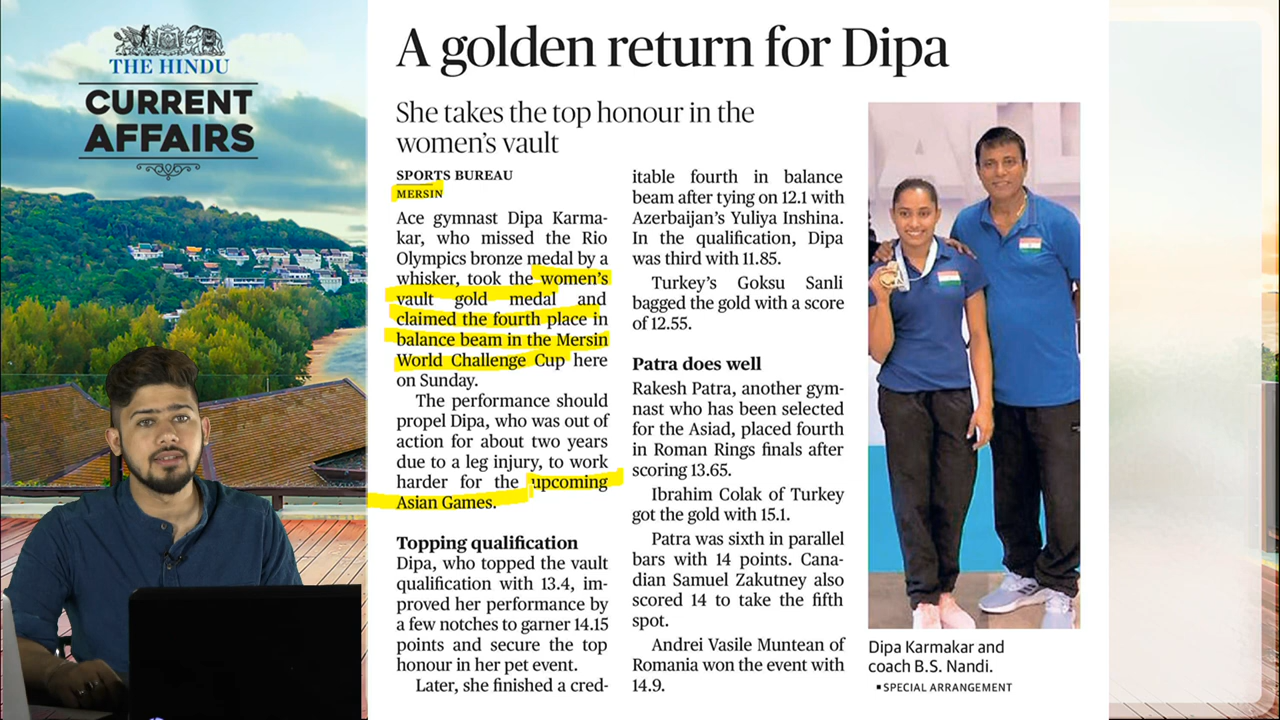 THE HINDU
CURRENT
AFFAIRS
A golden return for Dipa
She takes the top honour in the
women's vault
SPORTS BUREAU
MERSIN
Ace gymnast Dipa Karma-
kar, who missed the Rio
Olympics bronze medal by a
whisker, took the women's
vault gold medal and
claimed the fourth place in
balance beam in the Mersin
World Challenge Cup here
on Sunday.
The performance should
propel Dipa, who was out of
action for about two years
due to a leg injury, to work
harder for the upcoming
Asian Games.
Topping qualification
Dipa, who topped the vault
qualification with 13.4, im-
proved her performance by
a few notches to garner 14.15
points and secure the top
honour in her pet event.
Later, she finished a cred-
itable fourth in balance
beam after tying on 12.1 with
Azerbaijan's Yuliya Inshina.
In the qualification, Dipa
was third with 11.85.
Turkey's Goksu Sanli
bagged the gold with a score
of 12.55.
Patra does well
Rakesh Patra, another gym-
nast who has been selected
for the Asiad, placed fourth
in Roman Rings finals after
scoring 13.65.
Ibrahim Colak of Turkey
got the gold with 15.1.
Patra was sixth in parallel
bars with 14 points. Cana-
dian Samuel Zakutney also
scored 14 to take the fifth
spot.
Andrei Vasile Muntean of
Romania won the event with
14.9.
Dipa Karmakar and
coach B.S. Nandi.
▪SPECIAL ARRANGEMENT